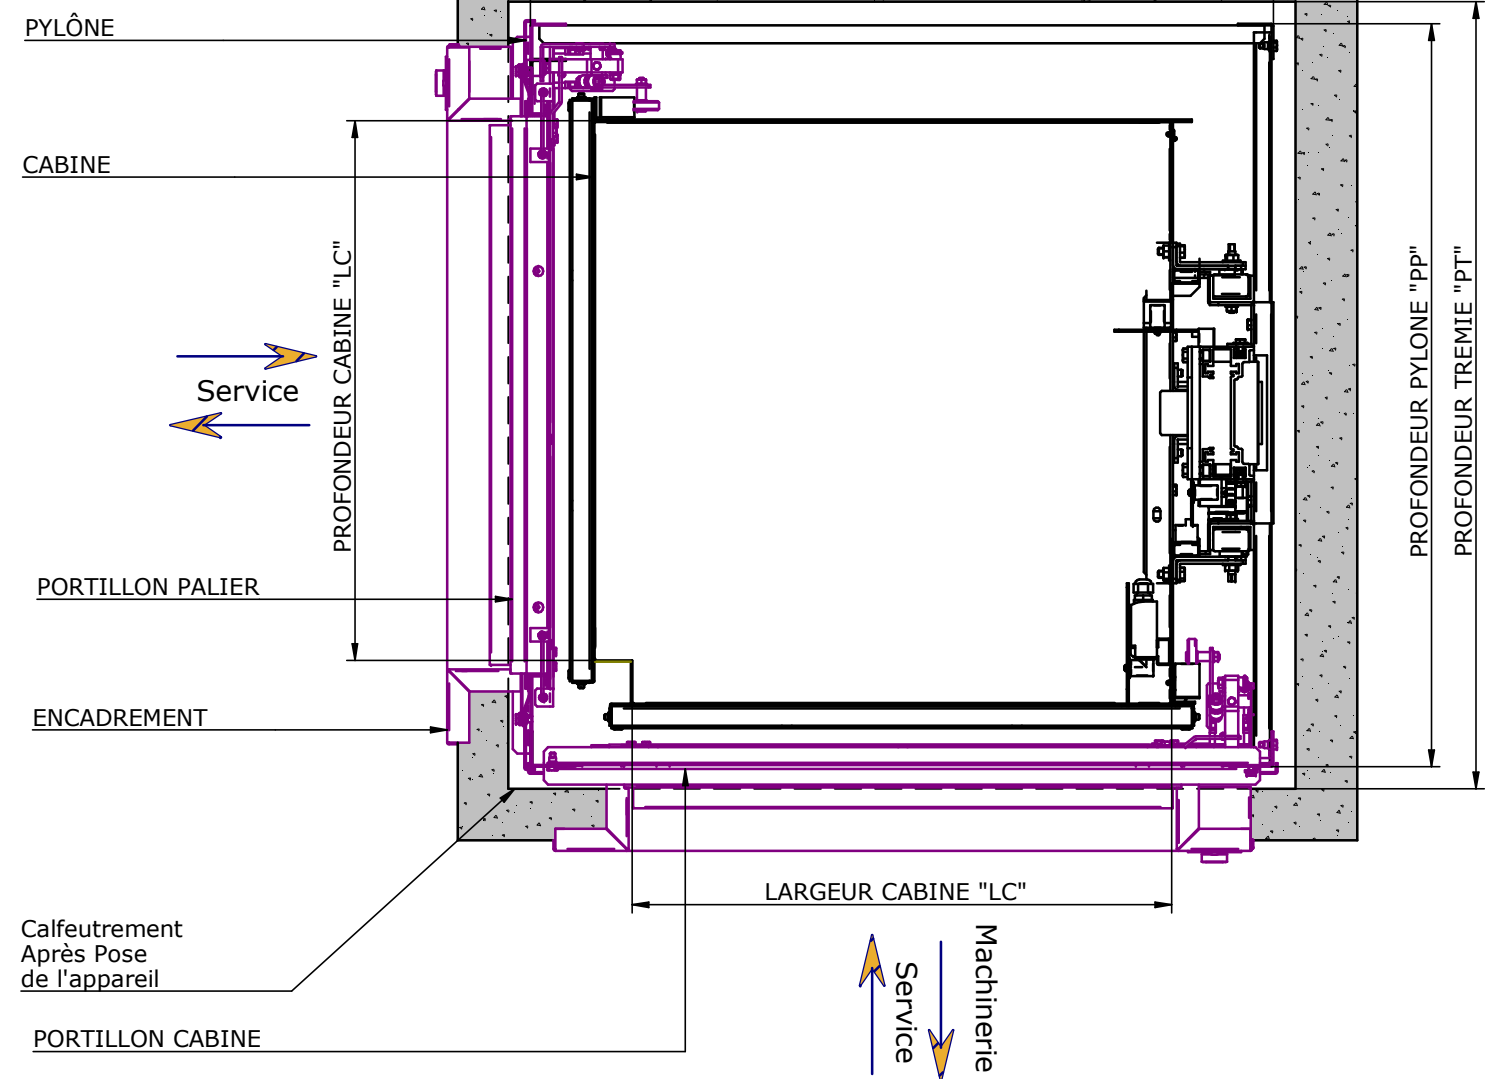 PYLÔNE
CABINE
PROFONDEUR CABINE "LC"
Service
PORTILLON PALIER
ENCADREMENT
Calfeutrement
Après Pose
de l'appareil
PORTILLON CABINE
LARGEUR CABINE "LC"
Service
Machinerie
PROFONDEUR PYLONE "PP"
PROFONDEUR TREMIE "PT"